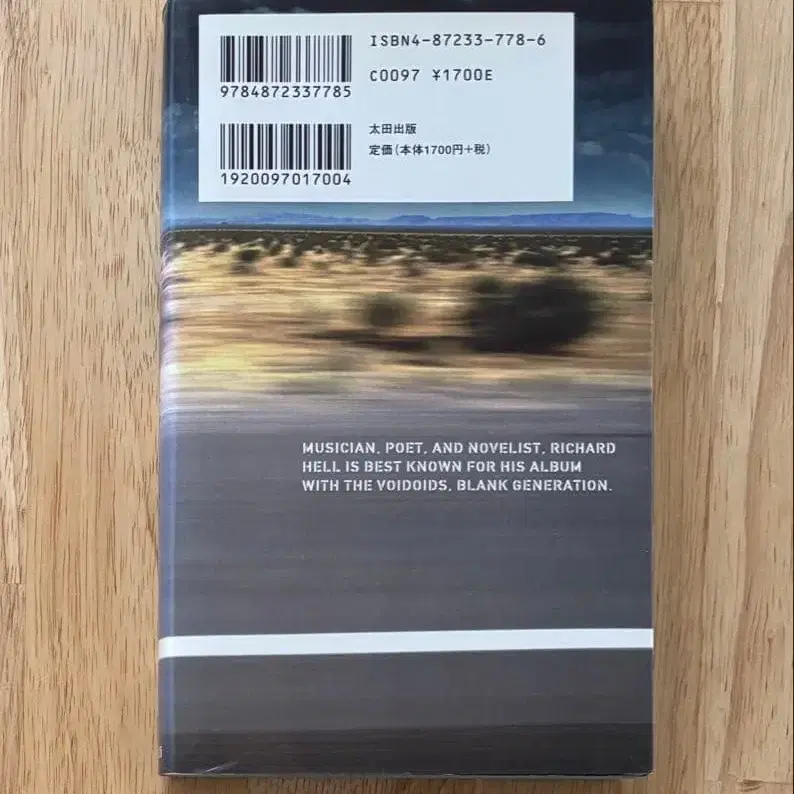 ISBN4-87233-778-6
C0097 ¥1700E
9784872337785
太田出版
定価(本体1700円+税)
1920097017004
MUSICIAN, POET, AND NOVELIST, RICHARD
HELL IS BEST KNOWN FOR HIS ALBUM
WITH THE VOIDOIDS, BLANK GENERATION.